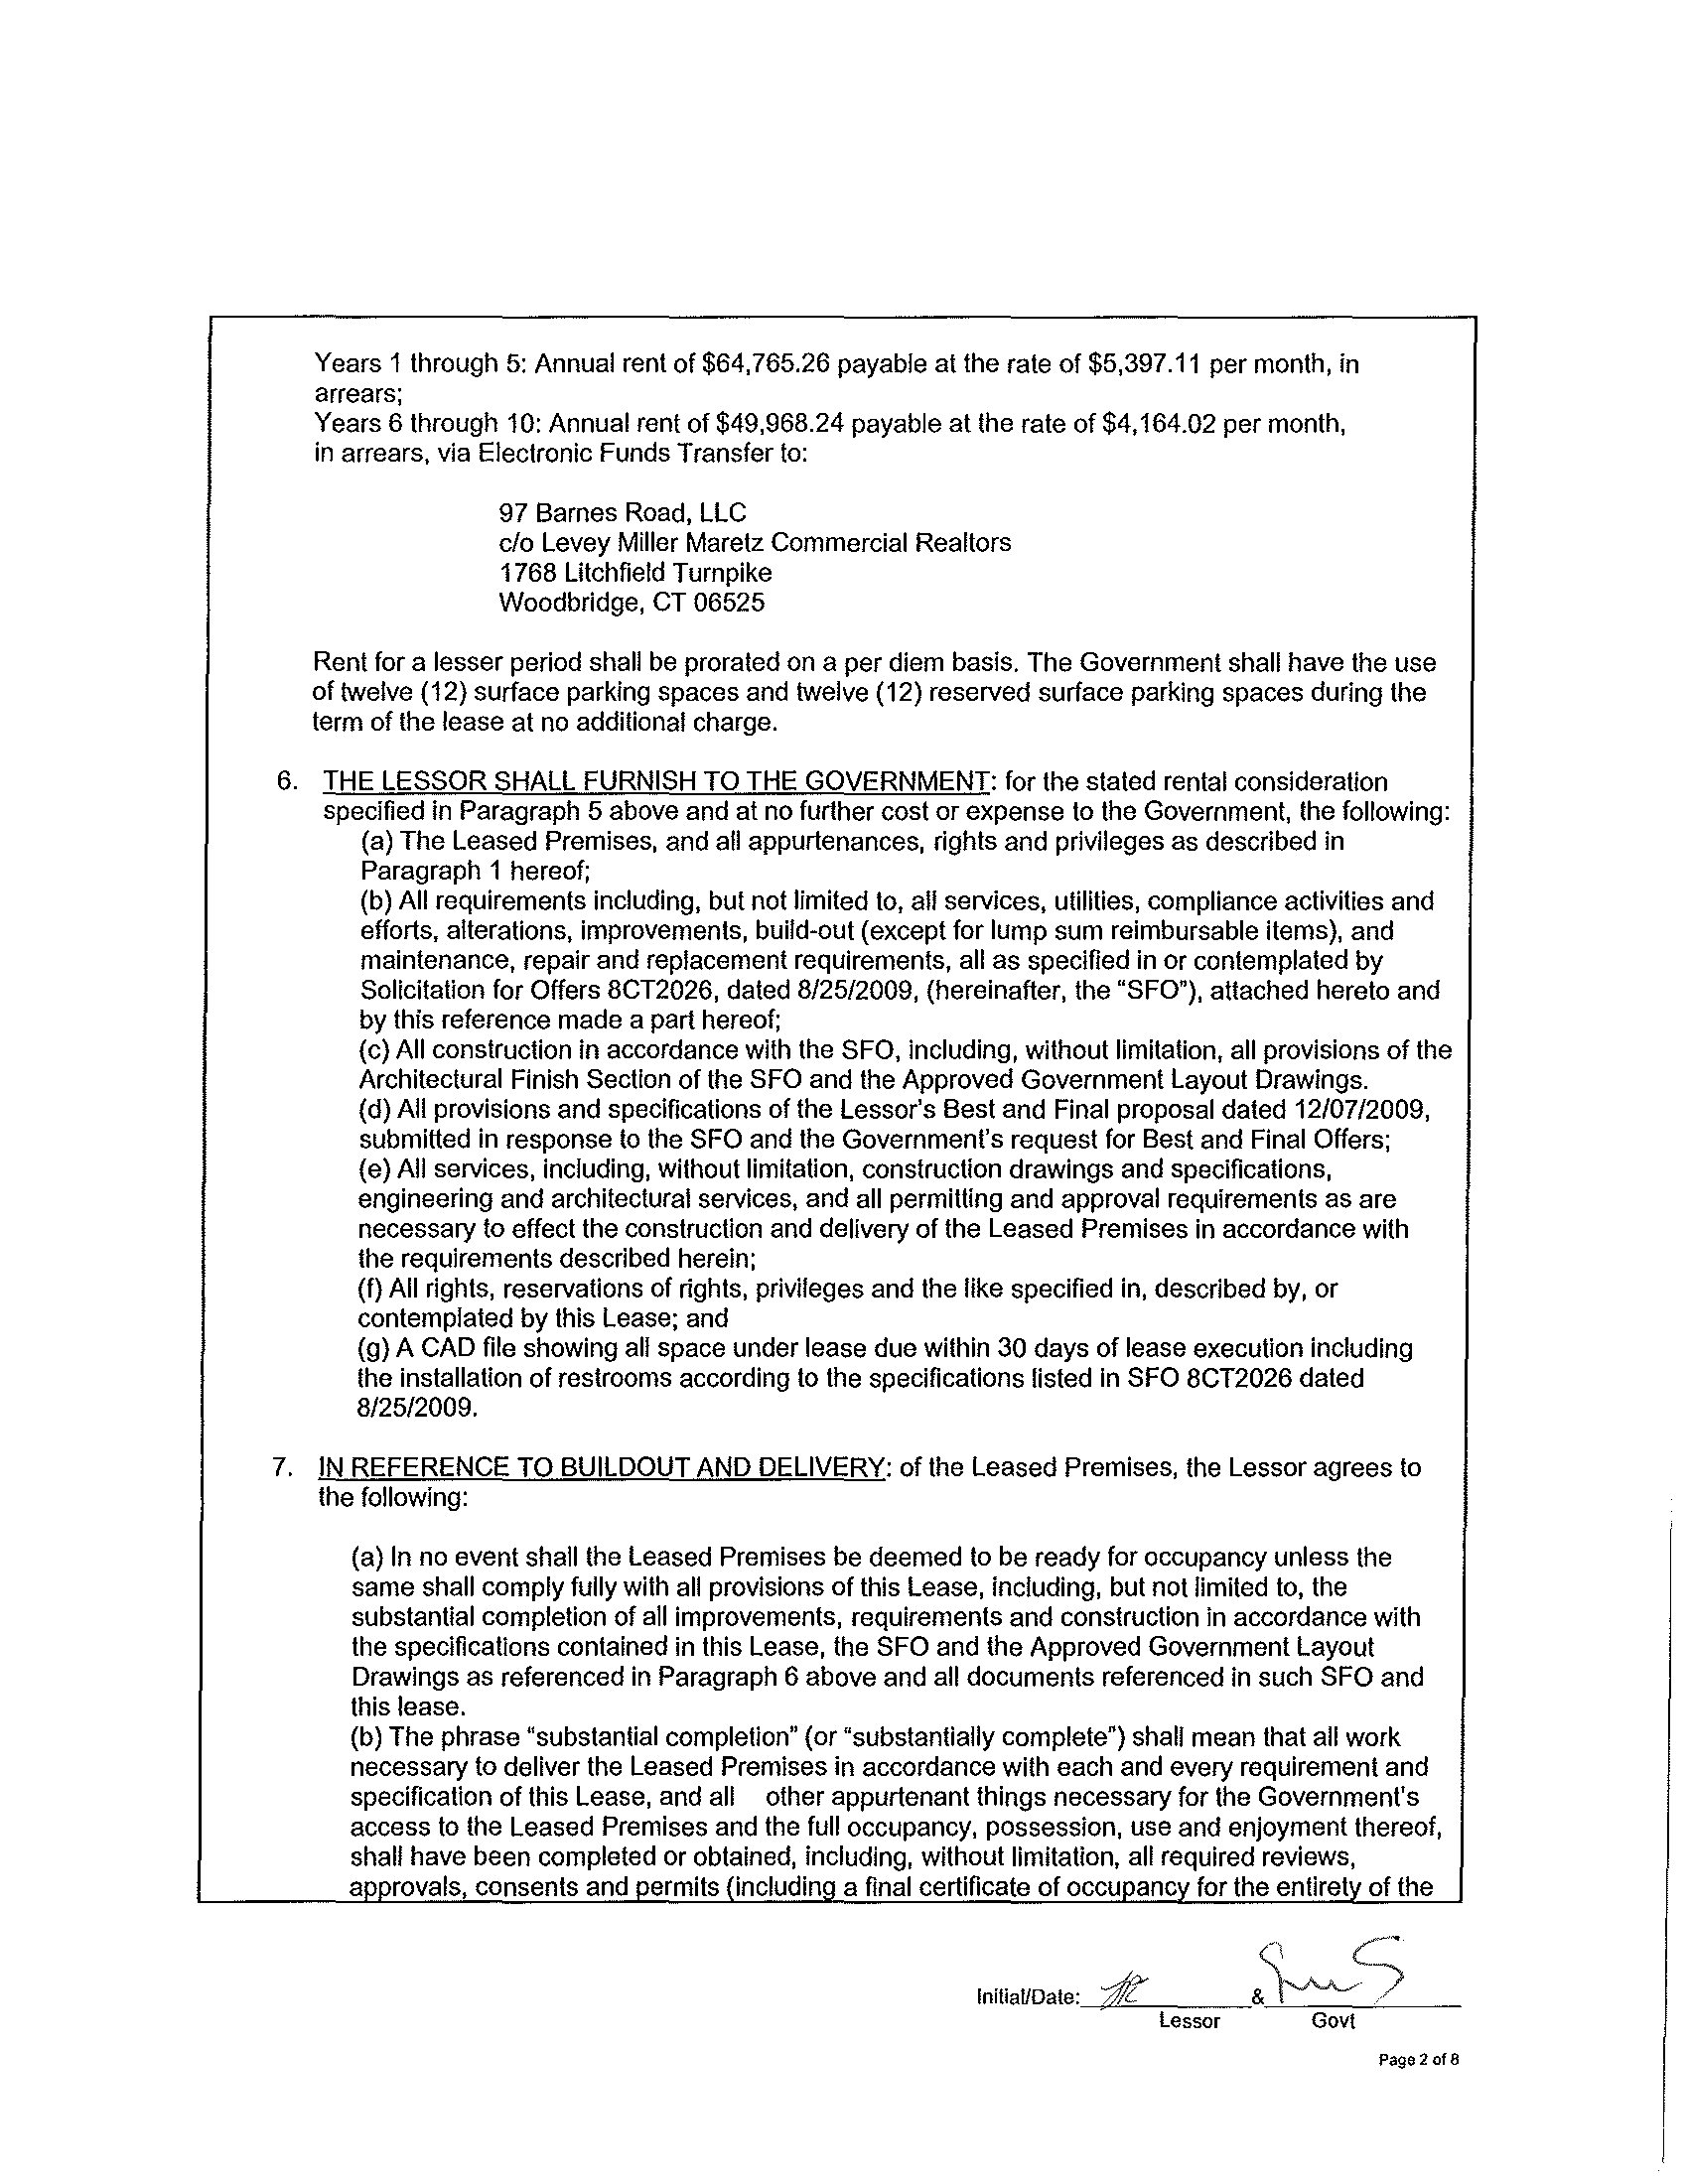 Years 1 through 5: Annual rent of $64,765.26 payable at the rate of $5,397.11 per month, in
arrears;
Years 6 through 10: Annual rent of $49,968.24 payable at the rate of $4,164.02 per month,
in arrears, via Electronic Funds Transfer to:
97 Barnes Road, LLC
c/o Levey Miller Maretz Commercial Realtors
1768 Litchfield Turnpike
Woodbridge, CT 06525
Rent for a lesser period shall be prorated on a per diem basis. The Government shall have the use
of twelve (12) surface parking spaces and twelve (12) reserved surface parking spaces during the
term of the lease at no additional charge.
6. THE LESSOR SHALL FURNISH TO THE GOVERNMENT: for the stated rental consideration
specified in Paragraph 5 above and at no further cost or expense to the Government, the following:
(a) The Leased Premises, and all appurtenances, rights and privileges as described in
Paragraph 1 hereof;
(b) All requirements including, but not limited to, all services, utilities, compliance activities and
efforts, alterations, improvements, build-out (except for lump sum reimbursable items), and
maintenance, repair and replacement requirements, all as specified in or contemplated by
Solicitation for Offers 8CT2026, dated 8/25/2009, (hereinafter, the "SFO"), attached hereto and
by this reference made a part hereof;
(c) All construction in accordance with the SFO, including, without limitation, all provisions of the
Architectural Finish Section of the SFO and the Approved Government Layout Drawings.
(d) All provisions and specifications of the Lessor's Best and Final proposal dated 12/07/2009,
submitted in response to the SFO and the Government's request for Best and Final Offers;
(e) All services, including, without limitation, construction drawings and specifications,
engineering and architectural services, and all permitting and approval requirements as are
necessary to effect the construction and delivery of the Leased Premises in accordance with
the requirements described herein;
(f) All rights, reservations of rights, privileges and the like specified in, described by, or
contemplated by this Lease; and
(g) A CAD file showing all space under lease due within 30 days of lease execution including
the installation of restrooms according to the specifications listed in SFO 8CT2026 dated
8/25/2009.
7. IN REFERENCE TO BUILDOUT AND DELIVERY: of the Leased Premises, the Lessor agrees to
the following:
(a) In no event shall the Leased Premises be deemed to be ready for occupancy unless the
same shall comply fully with all provisions of this Lease, including, but not limited to, the
substantial completion of all improvements, requirements and construction in accordance with
the specifications contained in this Lease, the SFO and the Approved Government Layout
Drawings as referenced in Paragraph 6 above and all documents referenced in such SFO and
this lease.
(b) The phrase "substantial completion" (or "substantially complete") shall mean that all work
necessary to deliver the Leased Premises in accordance with each and every requirement and
specification of this Lease, and all other appurtenant things necessary for the Government's
access to the Leased Premises and the full occupancy, possession, use and enjoyment thereof,
shall have been completed or obtained, including, without limitation, all required reviews,
approvals, consents and permits (including a final certificate of occupancy for the entirety of the
Initial/Date: &
Lessor Govt
Page 2 of 8